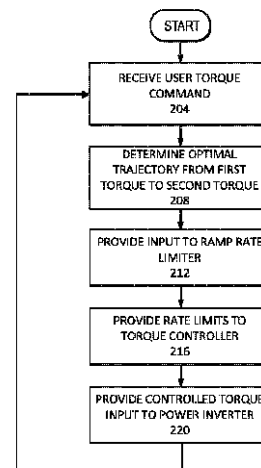 START
RECEIVE USER TORQUE
COMMAND
204
DETERMINE OPTIMAL
TRAJECTORY FROM FIRST
TORQUE TO SECOND TORQUE
208
PROVIDE INPUT TO RAMP RATE
LIMITER
212
PROVIDE RATE LIMITS TO
TORQUE CONTROLLER
216
PROVIDE CONTROLLED TORQUE
INPUT TO POWER INVERTER
220